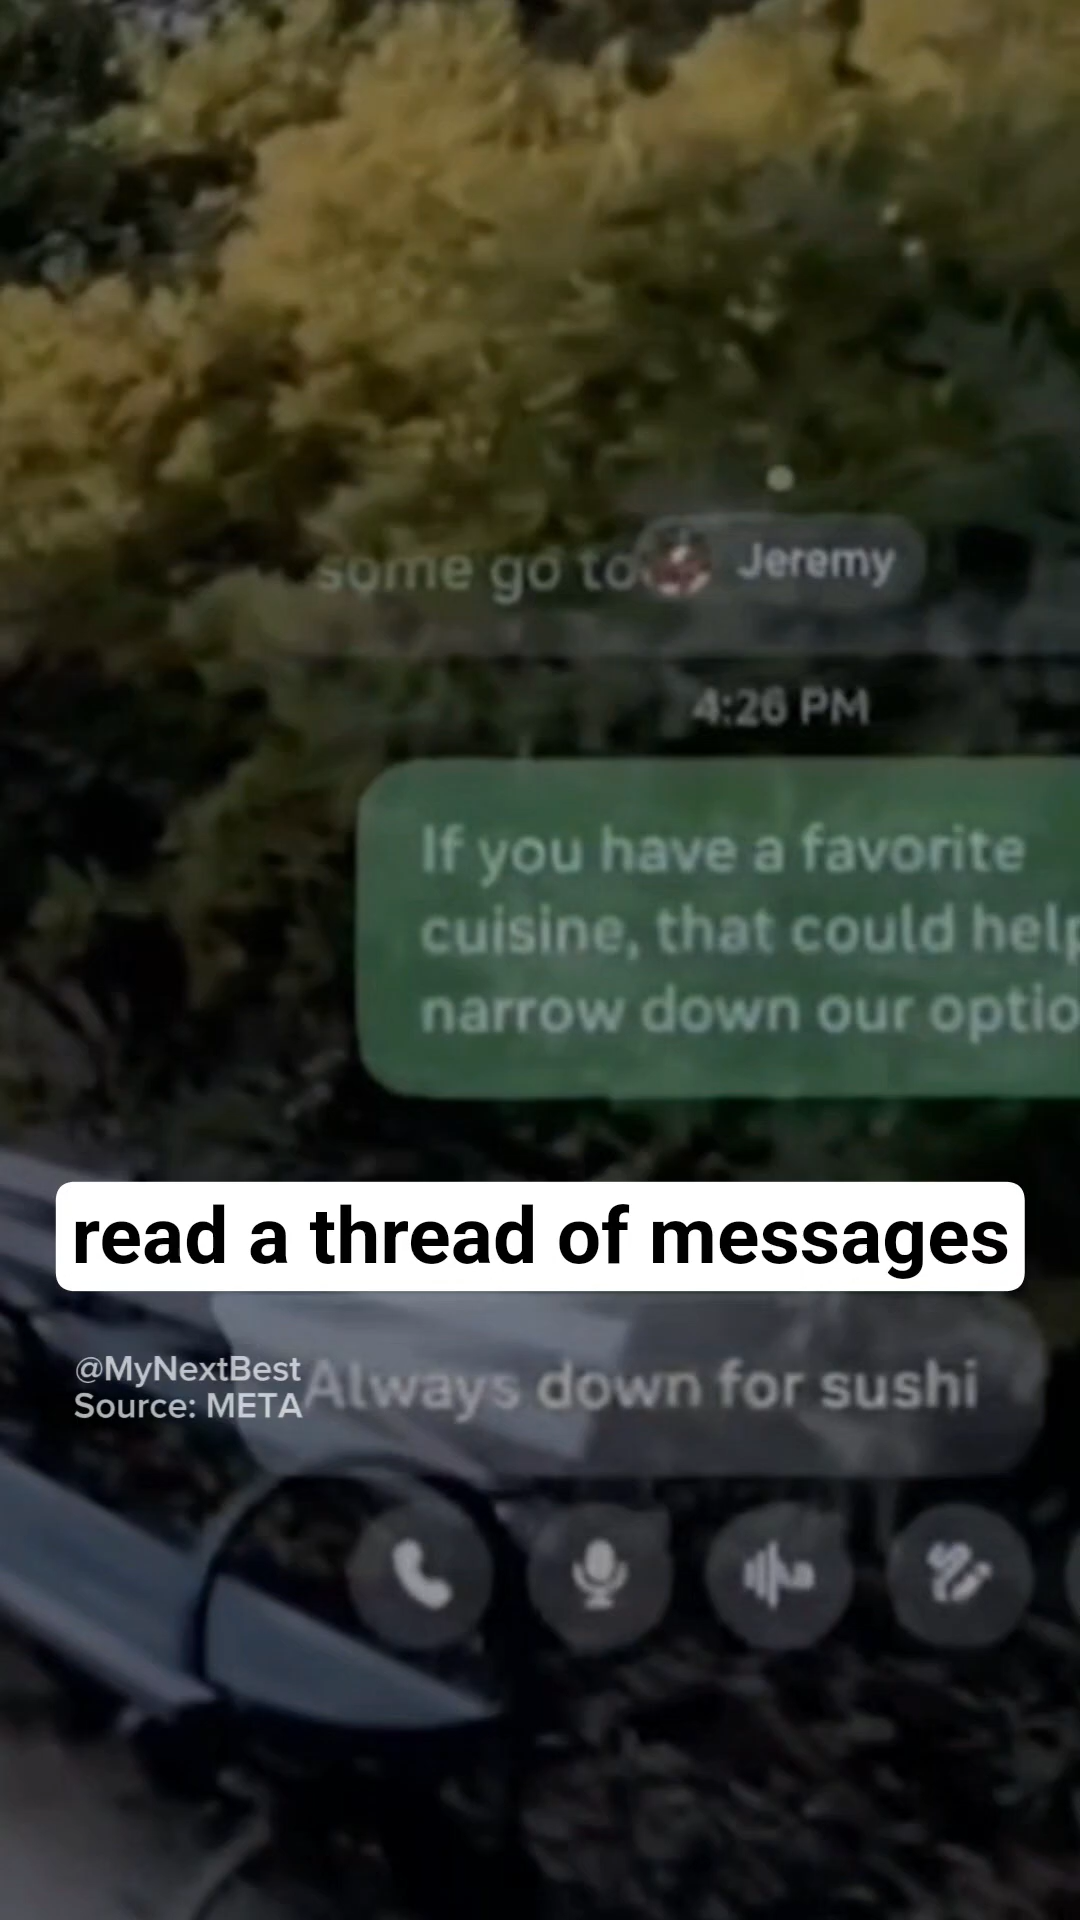 some go to
Jeremy
4:26 PM
If you have a favorite
cuisine, that could help
narrow down our optio
read a thread of messages
@MyNextBest
Source: META
Always down for sushi